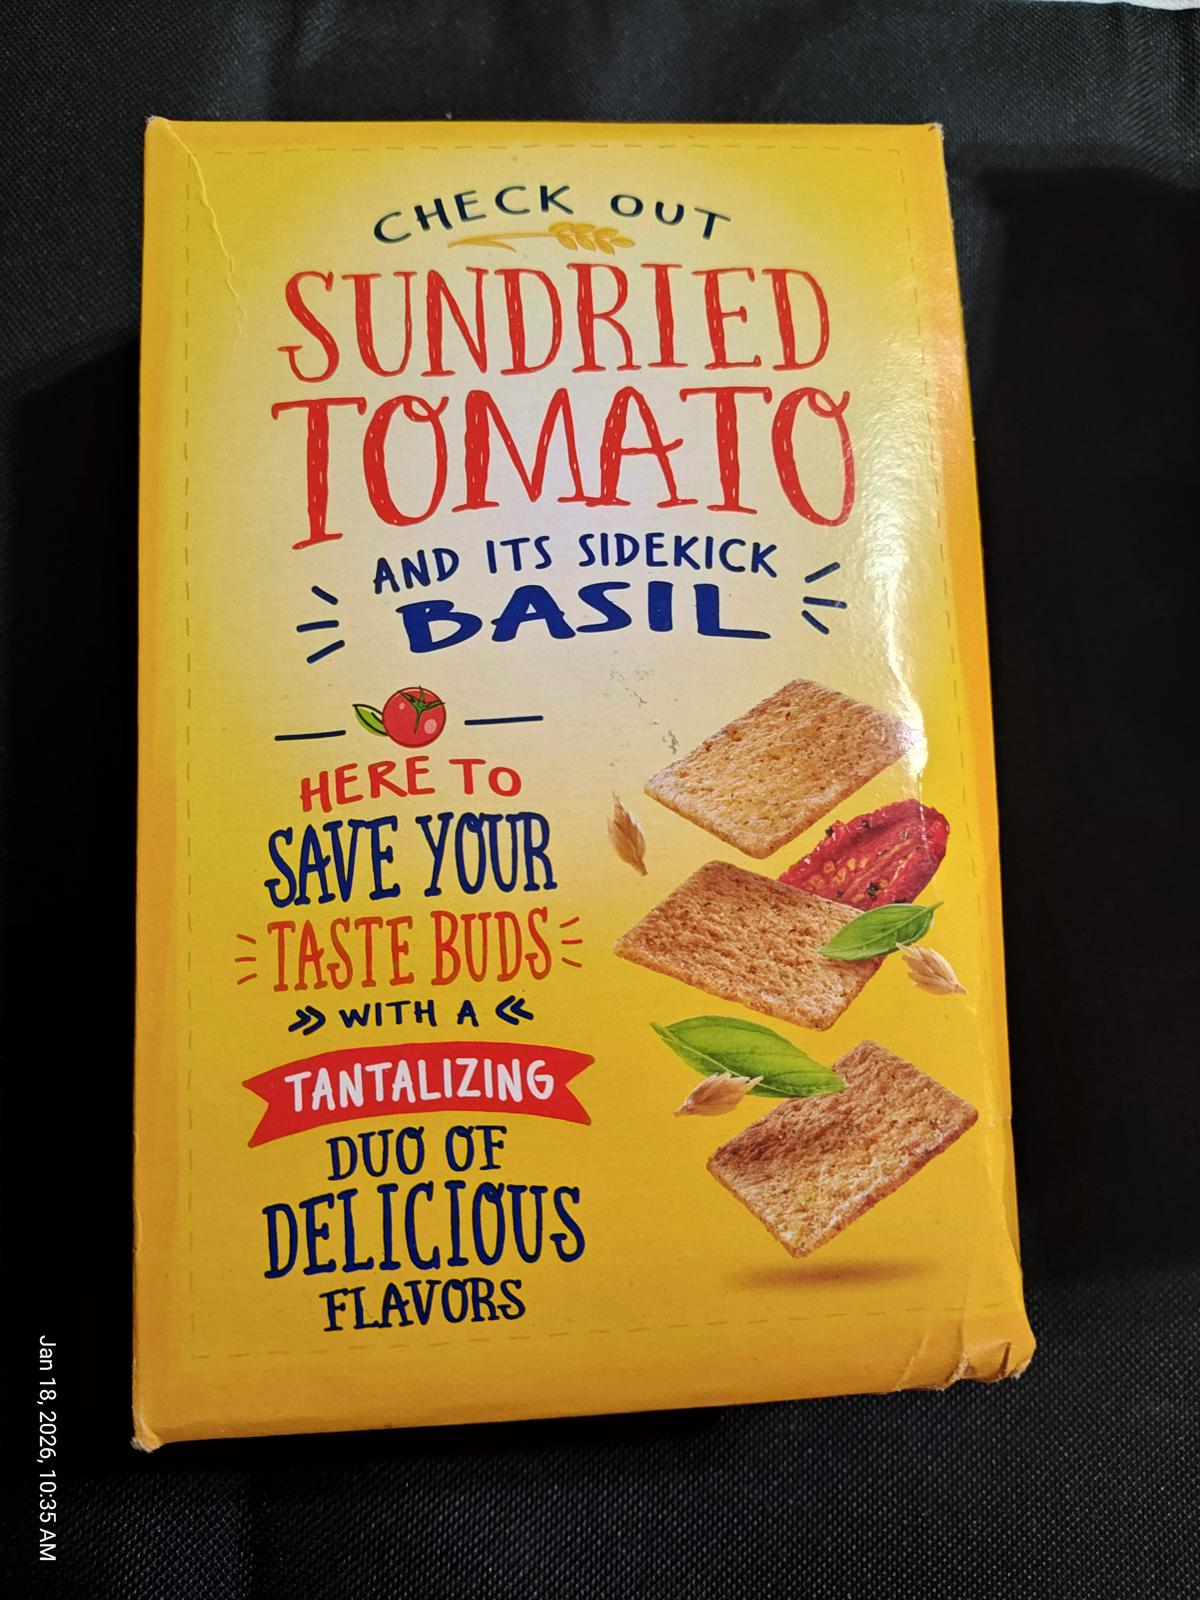 CHECK OUT
SUNDRIED
TOMATO
AND ITS SIDEKICK
BASIL
HERE TO
SAVE YOUR
TASTE BUDS
WITH A
TANTALIZING
DUO OF
DELICIOUS
FLAVORS
Jan 18, 2026, 10:35 AM